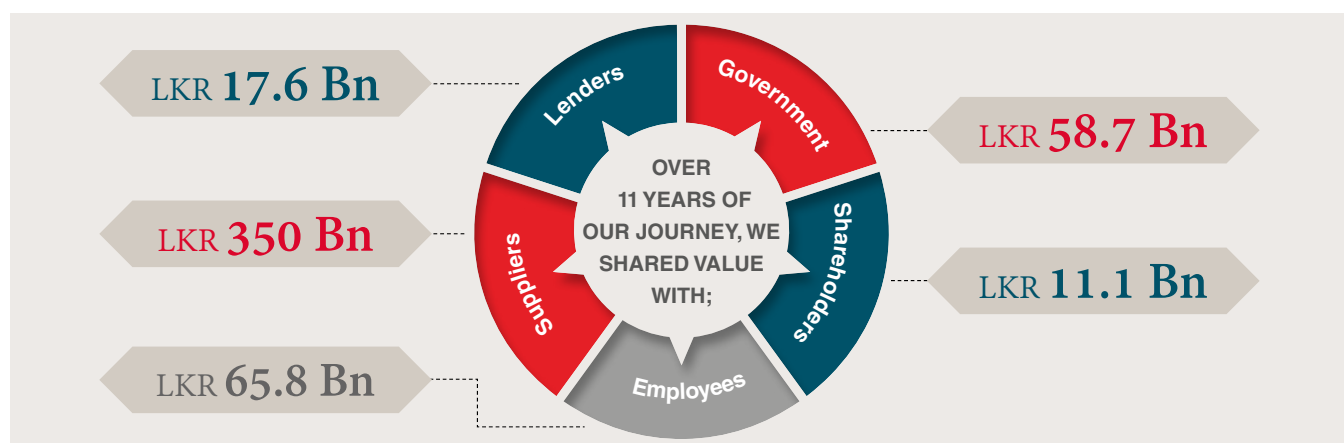 LKR 17.6 Bn
Lenders
Government
LKR 58.7 Bn
OVER
11 YEARS OF
OUR JOURNEY, WE
SHARED VALUE
WITH;
LKR 350 Bn
Suppliers
Shareholders
LKR 11.1 Bn
LKR 65.8 Bn
Employees